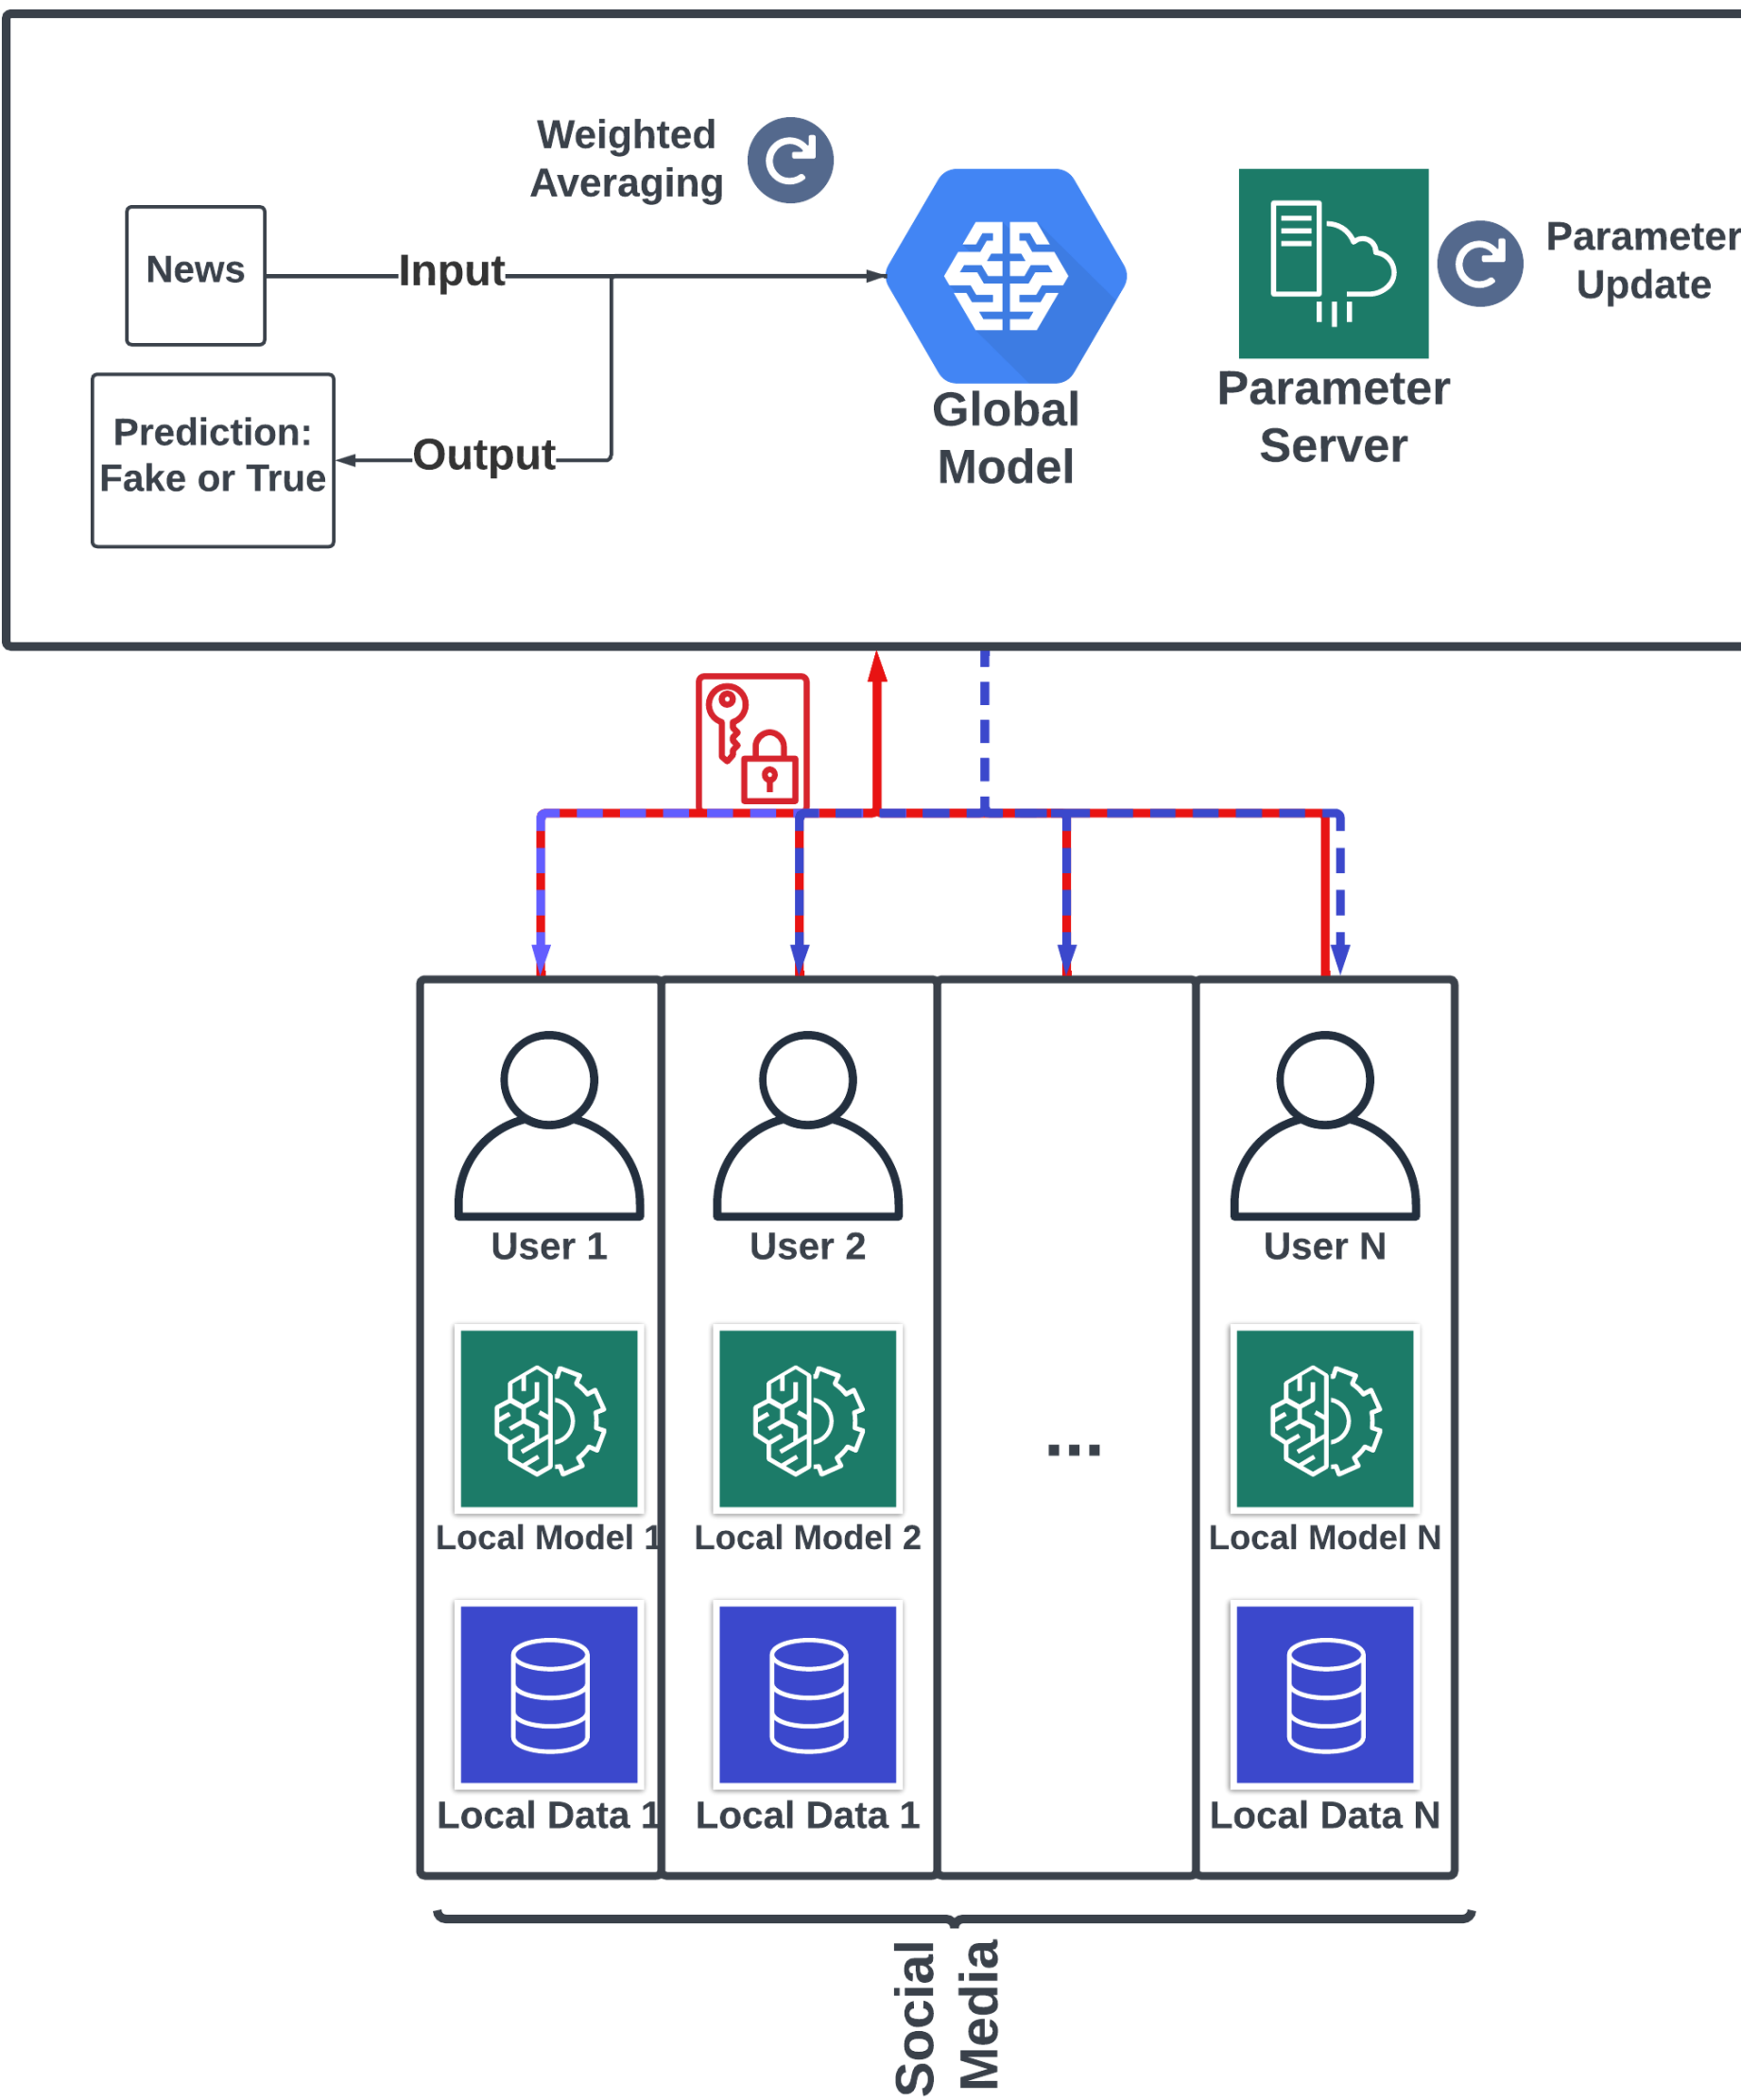 Weighted
Averaging
News
Input
Parameter
Update
Prediction:
Fake or True
Output
Global
Model
Parameter
Server
User 1
User 2
User N
Local Model 1
Local Model 2
...
Local Model N
Local Data 1
Local Data 1
Local Data N
Social
Media